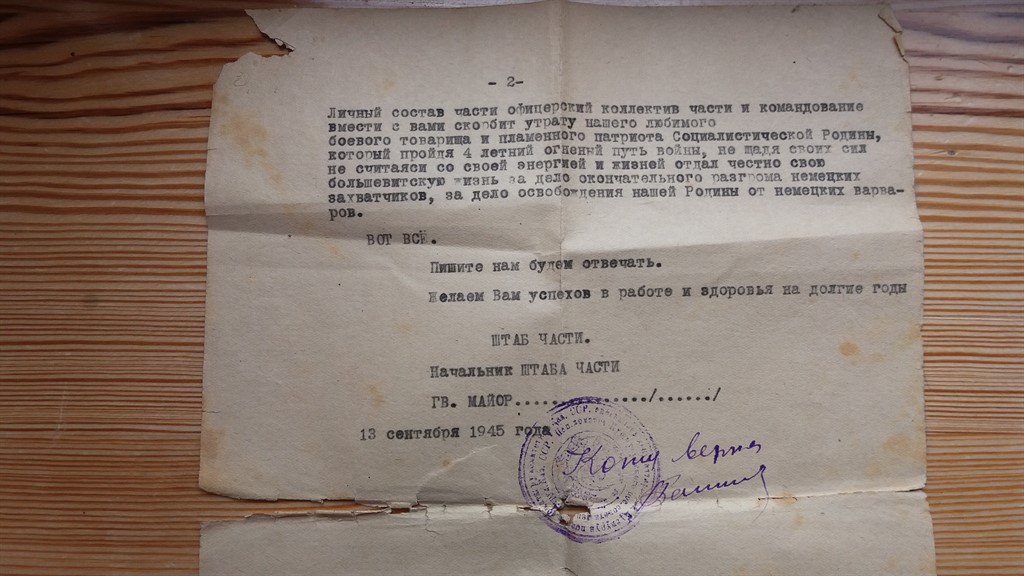 - 2-
Личный состав части офицерский коллектив части и командование
вмести с вами скорбит утрату нашего любимого
боевого товарища и пламенного патриота Социалистической Родины,
который пройдя 4 летний огненый путь войны, не щадя своих сил
не считаяси со своей энергией и жизней отдал честно свою
большевитскую жизнь за дело окончательного разгрома немецких
захватчиков, за дело освобождения нашей Родины от немецких варва-
ров.
ВОТ ВСЕ.
Пишите нам будем отвечать.
Желаем Вам успехов в работе и здоровья на долгие годы
ШТАБ ЧАСТИ.
Начальник ШТАБА ЧАСТИ
ГВ. МАЙОР.............../....../
13 сентября 1945 года
Копия верна